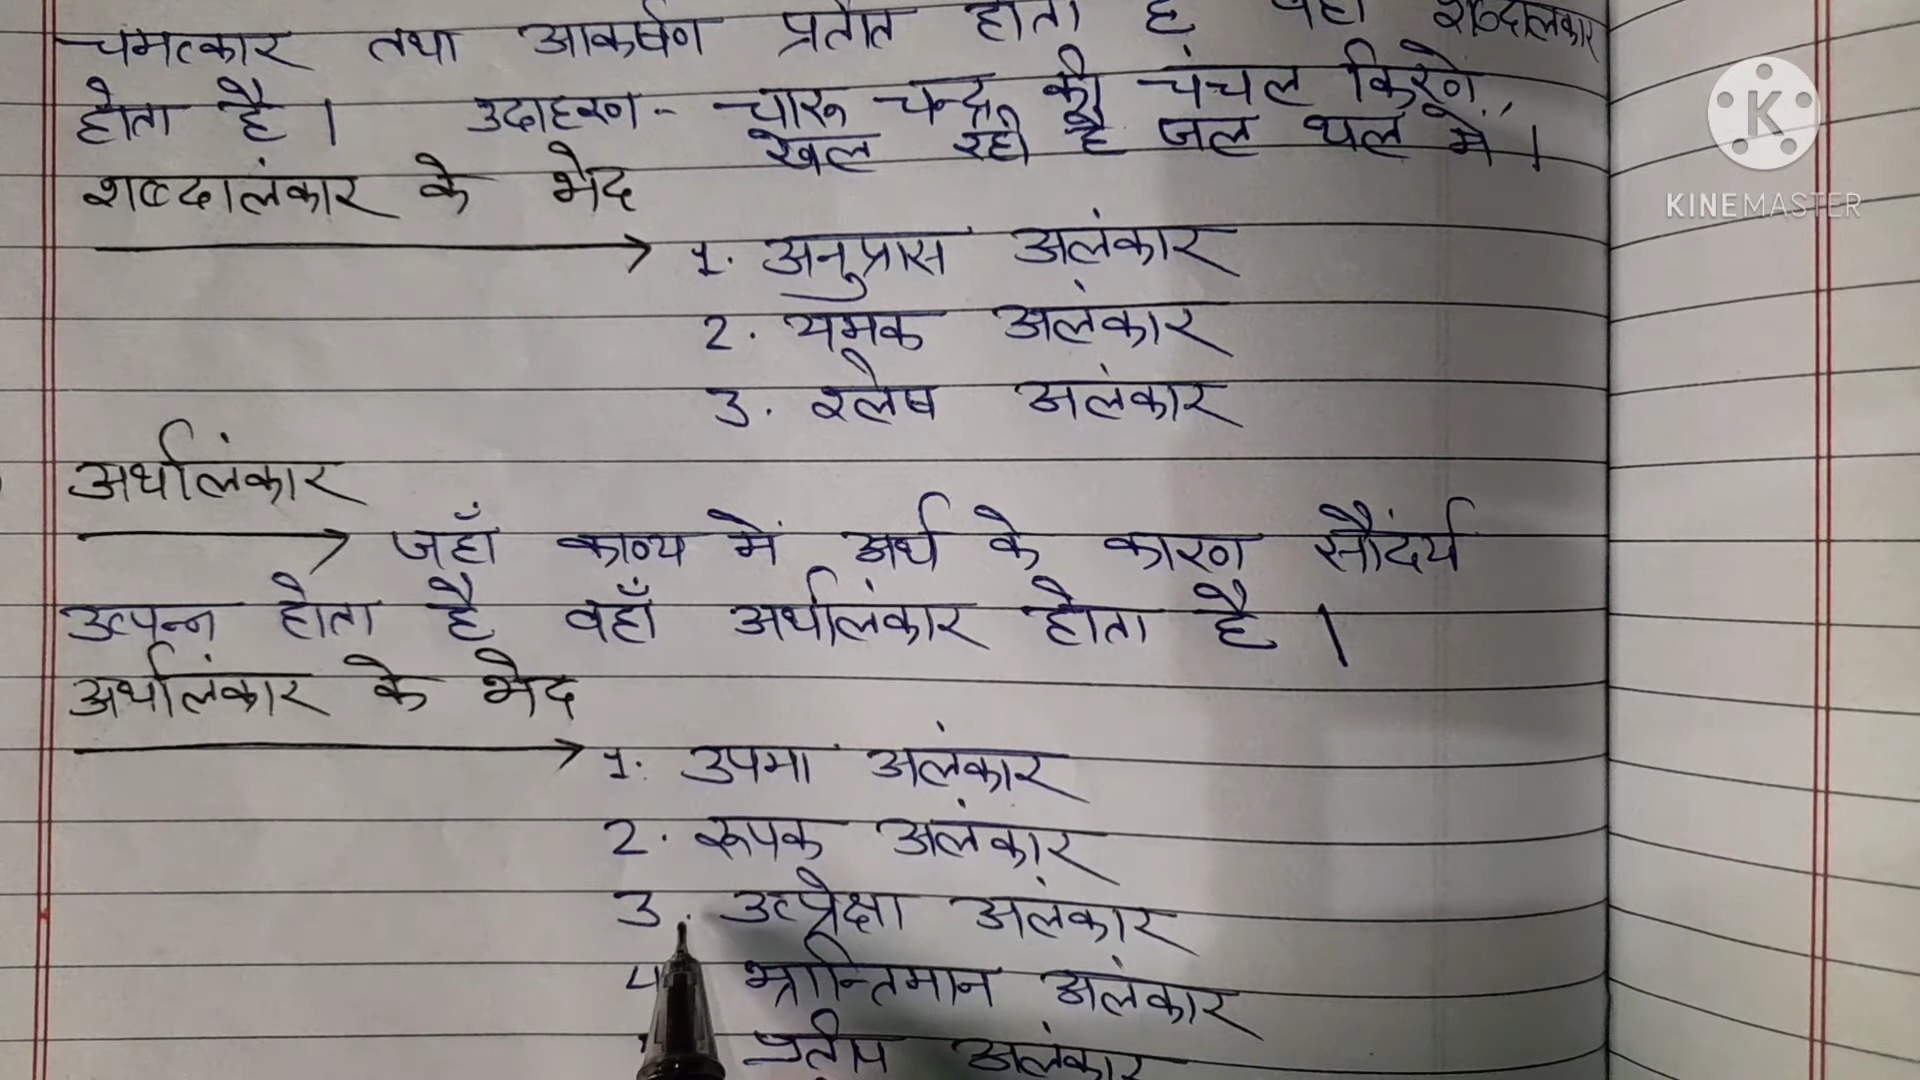 चमत्कार तथा आकर्षण प्रतीत होता है वहाँ शब्दालंकार
होता है । उदाहरण - चारू चन्द्र की चंचल किरणें,
खेल रही है जल थल में ।
शब्दालंकार के भेद
1. अनुप्रास अलंकार
2. यमक अलंकार
3. श्लेष अलंकार
अर्थालंकार
जहाँ काव्य में अर्थ के कारण सौंदर्य
उत्पन्न होता है वहाँ अर्थालंकार होता है ।
अर्थालंकार के भेद
1. उपमा अलंकार
2. रूपक अलंकार
3. उत्प्रेक्षा अलंकार
4 भ्रान्तिमान अलंकार
प्रतीप अलंकार
KINEMASTER